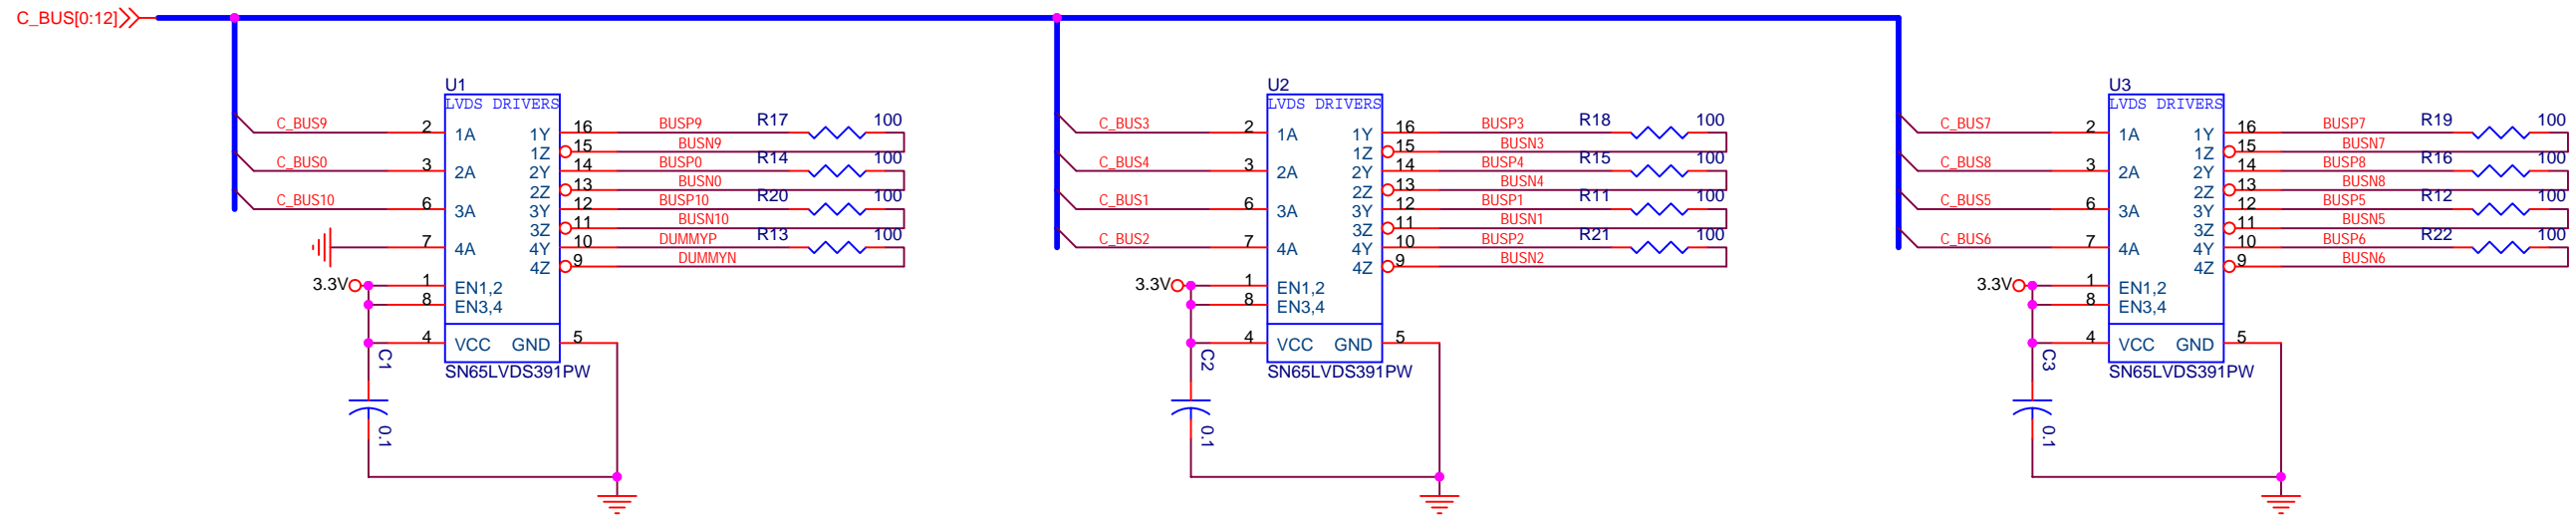 C_BUS[0:12]
U1
LVDS DRIVERS
C_BUS9 2 1A 1Y 16 BUSP9 R17 100
1Z 15 BUSN9
C_BUS0 3 2A 2Y 14 BUSP0 R14 100
2Z 13 BUSN0
C_BUS10 6 3A 3Y 12 BUSP10 R20 100
3Z 11 BUSN10
7 4A 4Y 10 DUMMYP R13 100
4Z 9 DUMMYN
3.3V 1 EN1,2
8 EN3,4
4 VCC GND 5
SN65LVDS391PW
C1
0.1
U2
LVDS DRIVERS
C_BUS3 2 1A 1Y 16 BUSP3 R18 100
1Z 15 BUSN3
C_BUS4 3 2A 2Y 14 BUSP4 R15 100
2Z 13 BUSN4
C_BUS1 6 3A 3Y 12 BUSP1 R11 100
3Z 11 BUSN1
C_BUS2 7 4A 4Y 10 BUSP2 R21 100
4Z 9 BUSN2
3.3V 1 EN1,2
8 EN3,4
4 VCC GND 5
SN65LVDS391PW
C2
0.1
U3
LVDS DRIVERS
C_BUS7 2 1A 1Y 16 BUSP7 R19 100
1Z 15 BUSN7
C_BUS8 3 2A 2Y 14 BUSP8 R16 100
2Z 13 BUSN8
C_BUS5 6 3A 3Y 12 BUSP5 R12 100
3Z 11 BUSN5
C_BUS6 7 4A 4Y 10 BUSP6 R22 100
4Z 9 BUSN6
3.3V 1 EN1,2
8 EN3,4
4 VCC GND 5
SN65LVDS391PW
C3
0.1